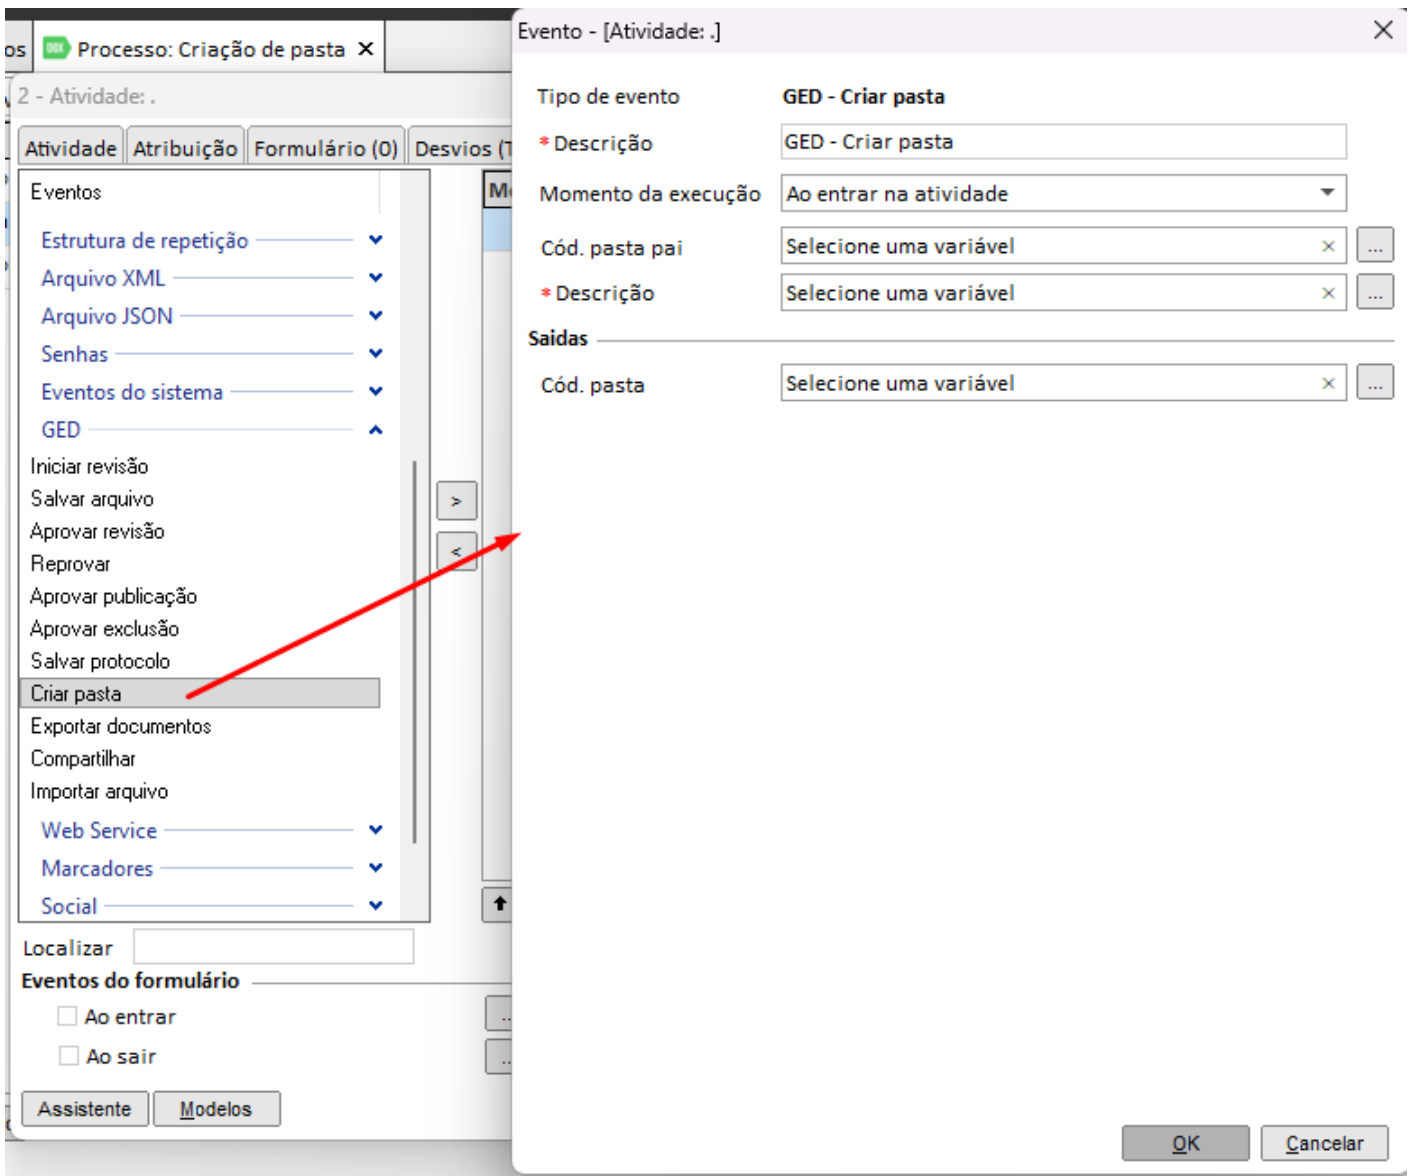 os
DOX Processo: Criação de pasta X
2 - Atividade: .
Atividade Atribuição Formulário (0) Desvios (T
Eventos
Estrutura de repetição
Arquivo XML
Arquivo JSON
Senhas
Eventos do sistema
GED
Iniciar revisão
Salvar arquivo
Aprovar revisão
Reprovar
Aprovar publicação
Aprovar exclusão
Salvar protocolo
Criar pasta
Exportar documentos
Compartilhar
Importar arquivo
Web Service
Marcadores
Social
Localizar
Eventos do formulário
Ao entrar
Ao sair
Assistente Modelos
>
<
M
...
...
Evento - [Atividade: .]
Tipo de evento GED - Criar pasta
* Descrição GED - Criar pasta
Momento da execução Ao entrar na atividade
Cód. pasta pai Selecione uma variável × ...
* Descrição Selecione uma variável × ...
Saidas
Cód. pasta Selecione uma variável × ...
OK Cancelar